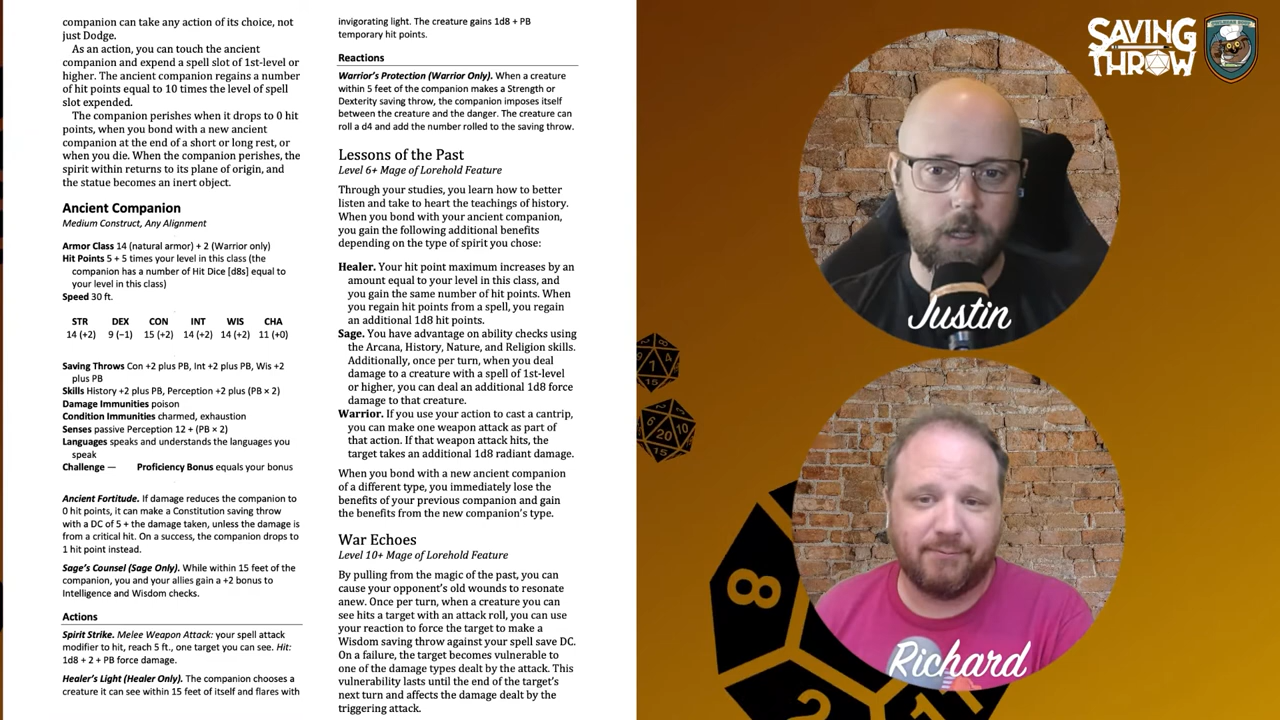 companion can take any action of its choice, not
just Dodge.
As an action, you can touch the ancient
companion and expend a spell slot of 1st-level or
higher. The ancient companion regains a number
of hit points equal to 10 times the level of spell
slot expended.
The companion perishes when it drops to 0 hit
points, when you bond with a new ancient
companion at the end of a short or long rest, or
when you die. When the companion perishes, the
spirit within returns to its plane of origin, and
the statue becomes an inert object.
Ancient Companion
Medium Construct, Any Alignment
Armor Class 14 (natural armor) + 2 (Warrior only)
Hit Points 5 + 5 times your level in this class (the
companion has a number of Hit Dice [d8s] equal to
your level in this class)
Speed 30 ft.
STR DEX CON INT WIS CHA
14 (+2) 9 (−1) 15 (+2) 14 (+2) 14 (+2) 11 (+0)
Saving Throws Con +2 plus PB, Int +2 plus PB, Wis +2
plus PB
Skills History +2 plus PB, Perception +2 plus (PB × 2)
Damage Immunities poison
Condition Immunities charmed, exhaustion
Senses passive Perception 12 + (PB × 2)
Languages speaks and understands the languages you
speak
Challenge — Proficiency Bonus equals your bonus
Ancient Fortitude. If damage reduces the companion to
0 hit points, it can make a Constitution saving throw
with a DC of 5 + the damage taken, unless the damage is
from a critical hit. On a success, the companion drops to
1 hit point instead.
Sage's Counsel (Sage Only). While within 15 feet of the
companion, you and your allies gain a +2 bonus to
Intelligence and Wisdom checks.
Actions
Spirit Strike. Melee Weapon Attack: your spell attack
modifier to hit, reach 5 ft., one target you can see. Hit:
1d8 + 2 + PB force damage.
Healer's Light (Healer Only). The companion chooses a
creature it can see within 15 feet of itself and flares with
invigorating light. The creature gains 1d8 + PB
temporary hit points.
Reactions
Warrior's Protection (Warrior Only). When a creature
within 5 feet of the companion makes a Strength or
Dexterity saving throw, the companion imposes itself
between the creature and the danger. The creature can
roll a d4 and add the number rolled to the saving throw.
Lessons of the Past
Level 6+ Mage of Lorehold Feature
Through your studies, you learn how to better
listen and take to heart the teachings of history.
When you bond with your ancient companion,
you gain the following additional benefits
depending on the type of spirit you chose:
Healer. Your hit point maximum increases by an
amount equal to your level in this class, and
you gain the same number of hit points. When
you regain hit points from a spell, you regain
an additional 1d8 hit points.
Sage. You have advantage on ability checks using
the Arcana, History, Nature, and Religion skills.
Additionally, once per turn, when you deal
damage to a creature with a spell of 1st-level
or higher, you can deal an additional 1d8 force
damage to that creature.
Warrior. If you use your action to cast a cantrip,
you can make one weapon attack as part of
that action. If that weapon attack hits, the
target takes an additional 1d8 radiant damage.
When you bond with a new ancient companion
of a different type, you immediately lose the
benefits of your previous companion and gain
the benefits from the new companion's type.
War Echoes
Level 10+ Mage of Lorehold Feature
By pulling from the magic of the past, you can
cause your opponent's old wounds to resonate
anew. Once per turn, when a creature you can
see hits a target with an attack roll, you can use
your reaction to force the target to make a
Wisdom saving throw against your spell save DC.
On a failure, the target becomes vulnerable to
one of the damage types dealt by the attack. This
vulnerability lasts until the end of the target's
next turn and affects the damage dealt by the
triggering attack.
SAVING
THROW
Justin
Richard
8
20
10
15